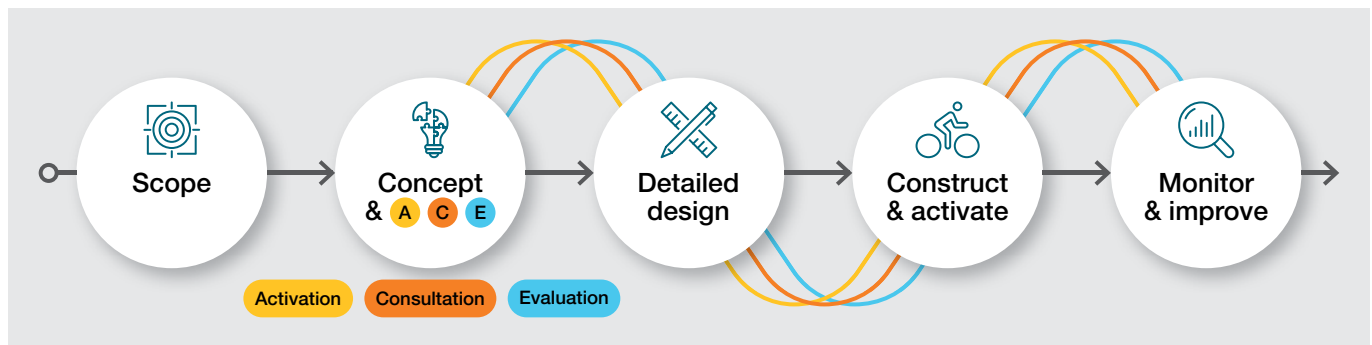 Scope
Concept
& A C E
Detailed
design
Construct
& activate
Monitor
& improve
Activation
Consultation
Evaluation